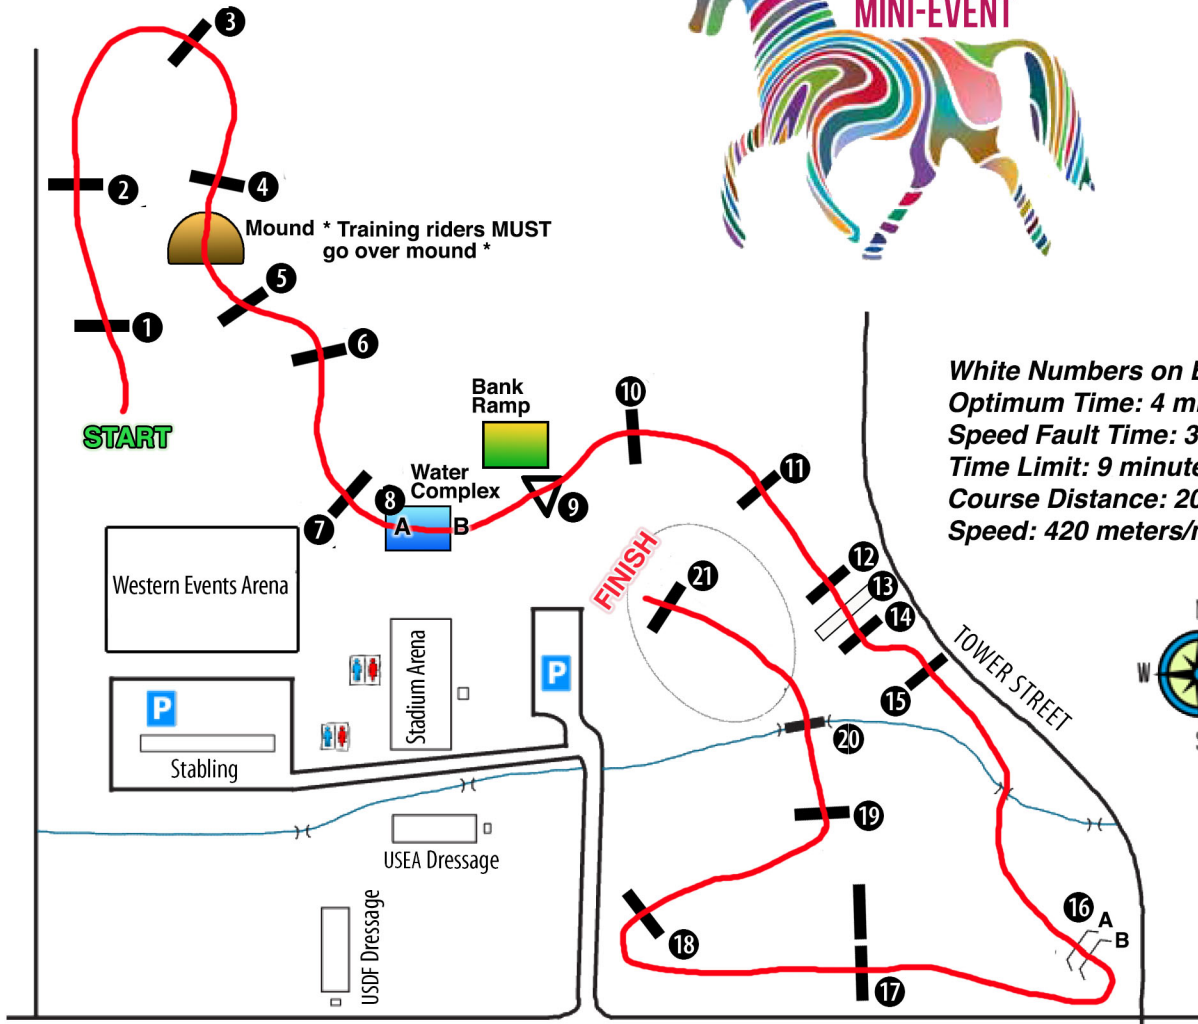 MINI-EVENT
3
2
4
Mound * Training riders MUST
go over mound *
5
1
6
START
Bank
Ramp
10
White Numbers on
Optimum Time: 4
Speed Fault Time: 3
Time Limit: 9
Course Distance: 20
Speed: 420
11
Water
Complex
8
A
B
9
7
12
13
14
15
TOWER STREET
W
FINISH
21
Western Events Arena
Stadium Arena
P
P
Stabling
20
19
USEA Dressage
USDF Dressage
16
A
B
18
17